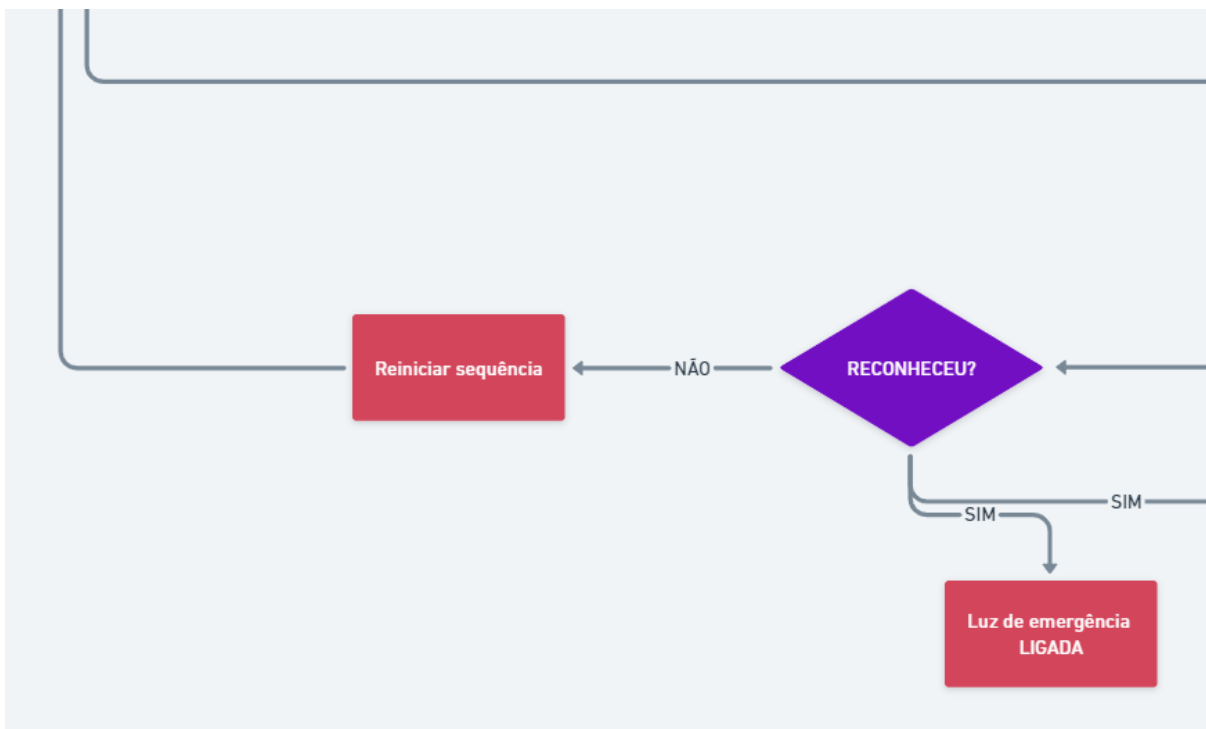 Reiniciar sequência
NÃO
RECONHECEU?
SIM
SIM
Luz de emergência
LIGADA